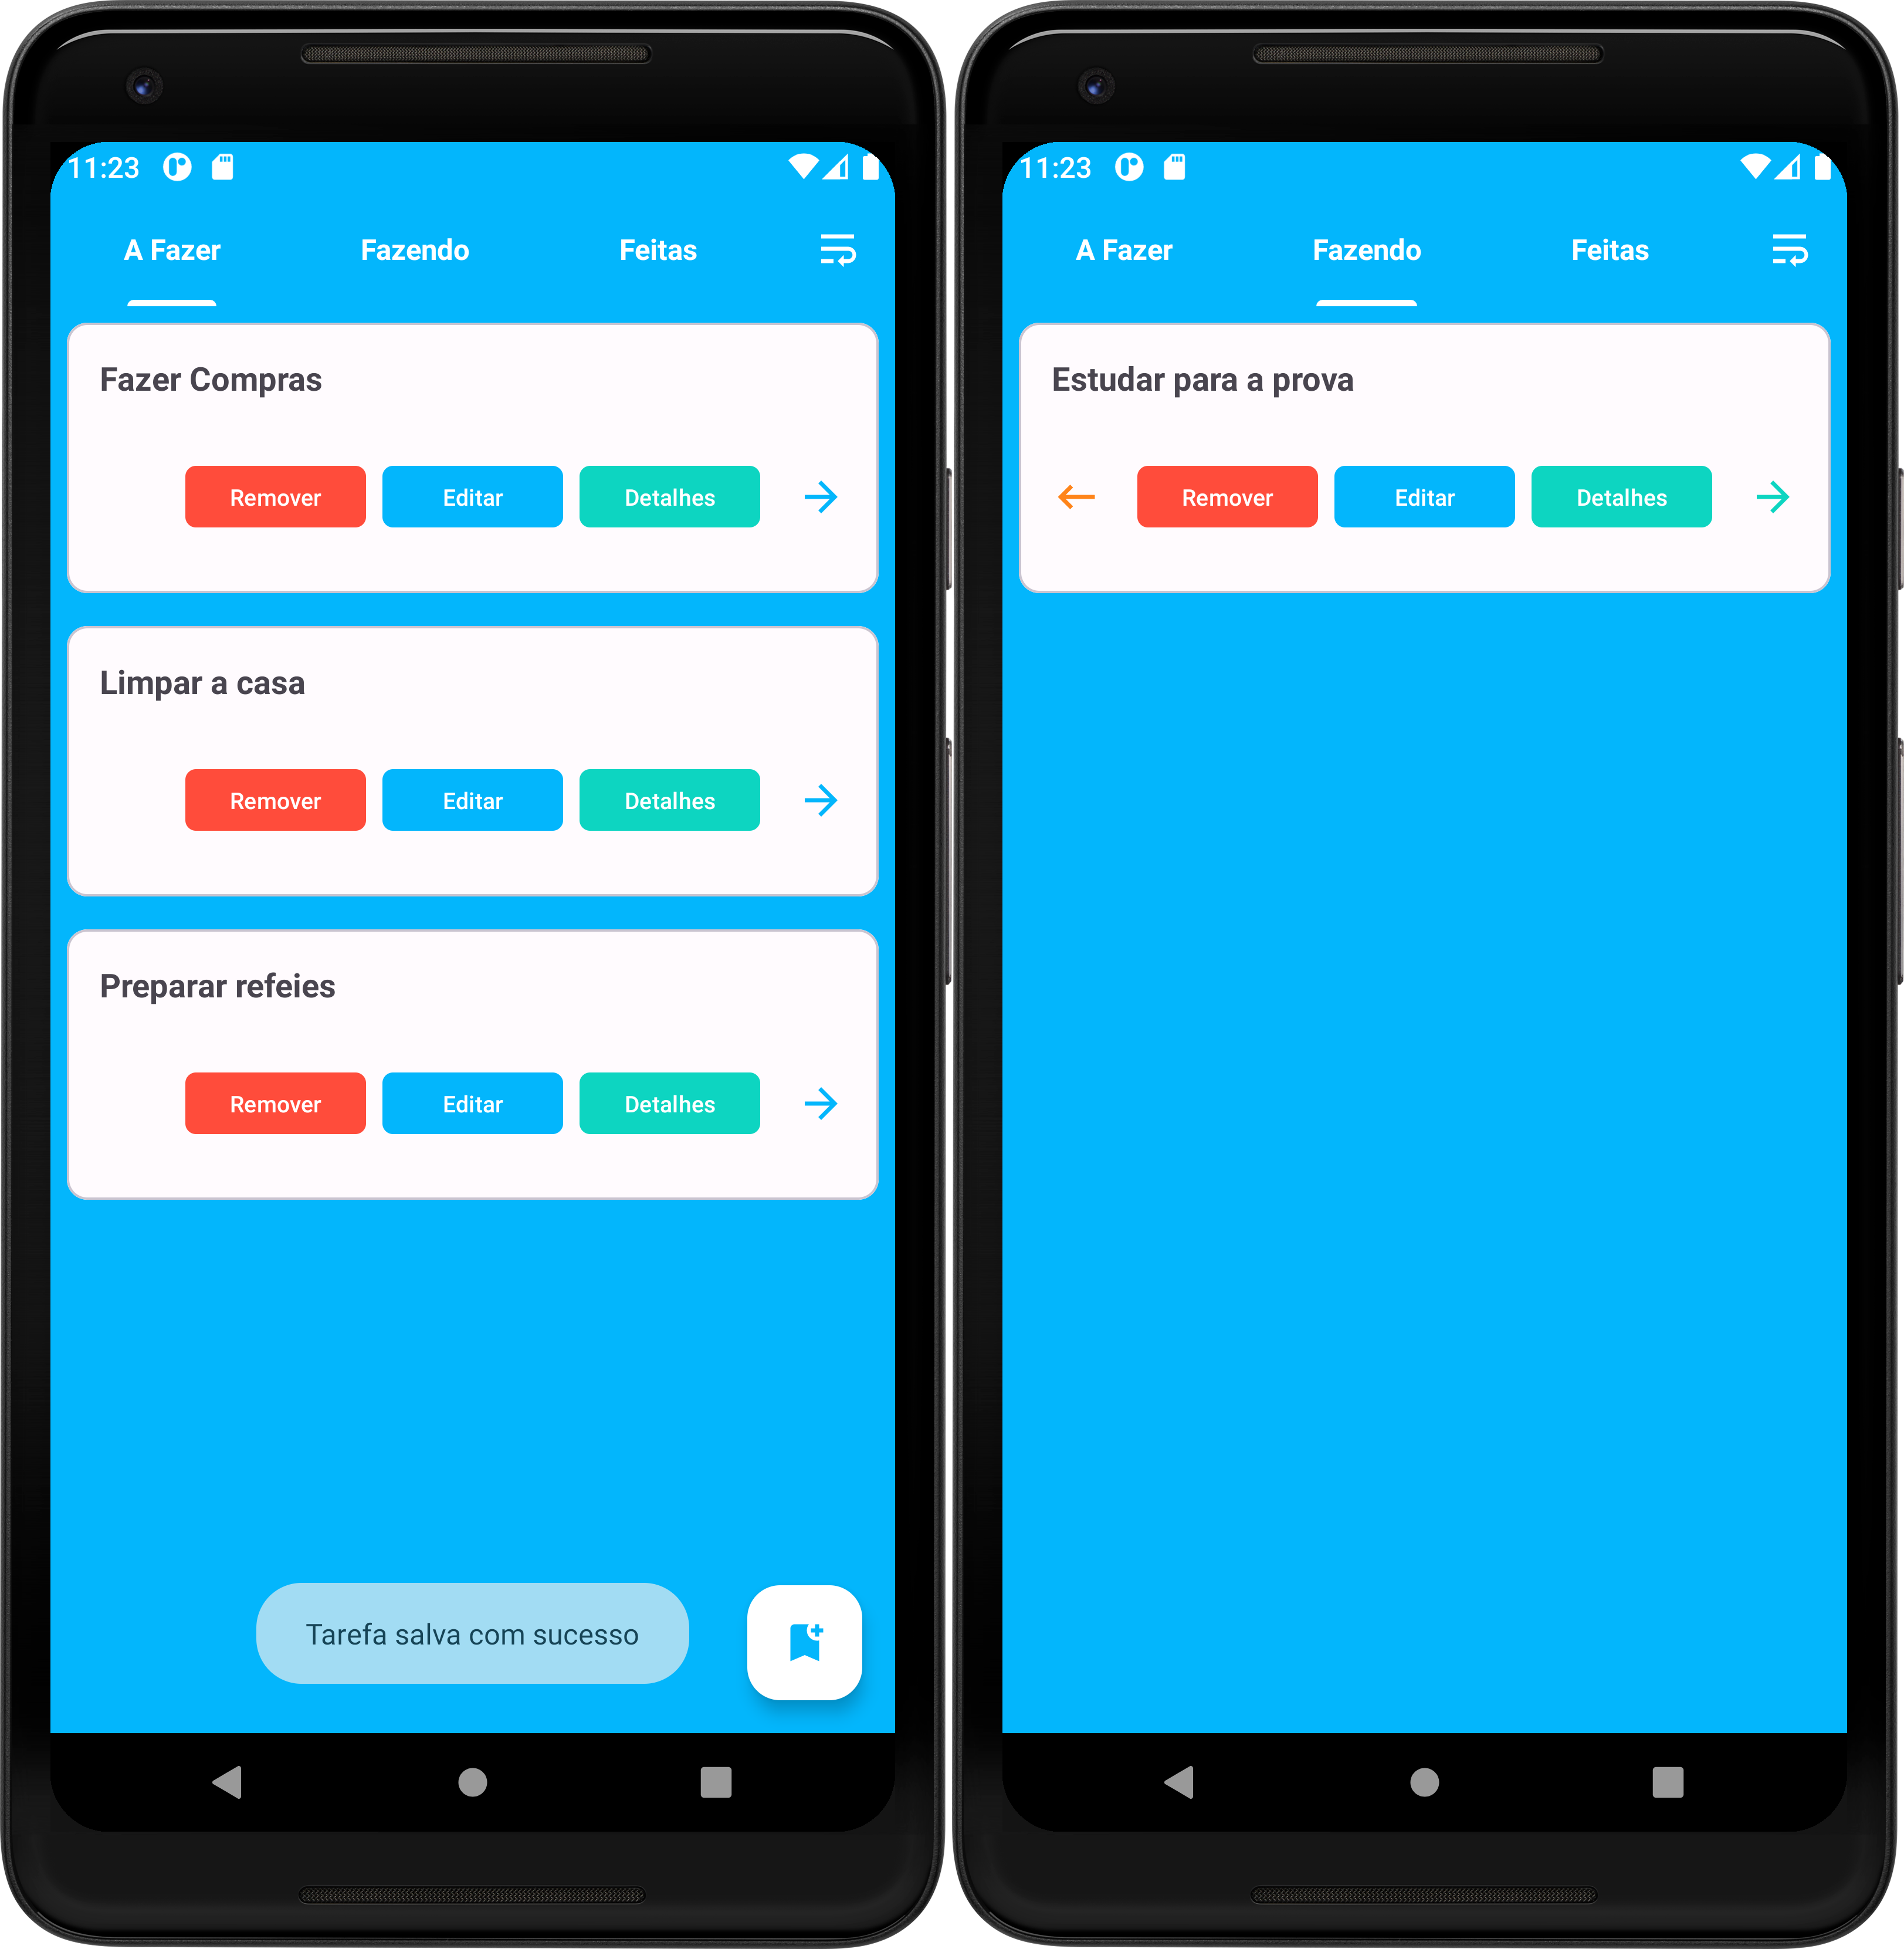 11:23
A Fazer Fazendo Feitas
Fazer Compras
Remover Editar Detalhes
Limpar a casa
Remover Editar Detalhes
Preparar refeies
Remover Editar Detalhes
Tarefa salva com sucesso
11:23
A Fazer Fazendo Feitas
Estudar para a prova
Remover Editar Detalhes